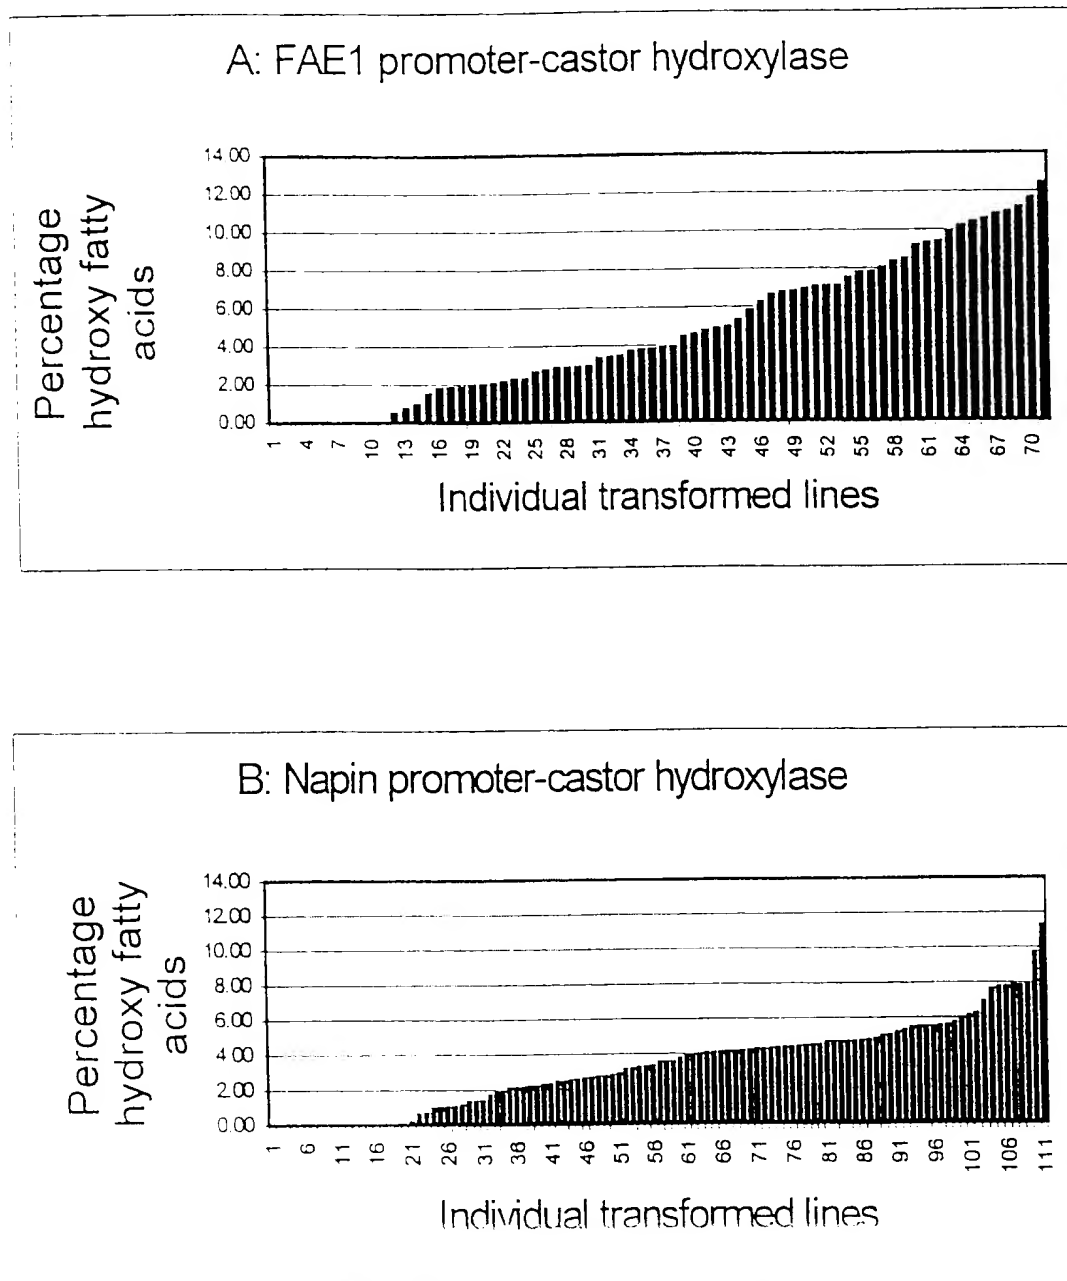 A: FAE1 promoter-castor hydroxylase
Percentage
hydroxy fatty
acids
14.00
12.00
10.00
8.00
6.00
4.00
2.00
0.00
1 4 7 10 13 16 19 22 25 28 31 34 37 40 43 46 49 52 55 58 61 64 67 70
Individual transformed lines
B: Napin promoter-castor hydroxylase
Percentage
hydroxy fatty
acids
14.00
12.00
10.00
8.00
6.00
4.00
2.00
0.00
1 6 11 16 21 26 31 36 41 46 51 56 61 66 71 76 81 86 91 96 101 106 111
Individual transformed lines